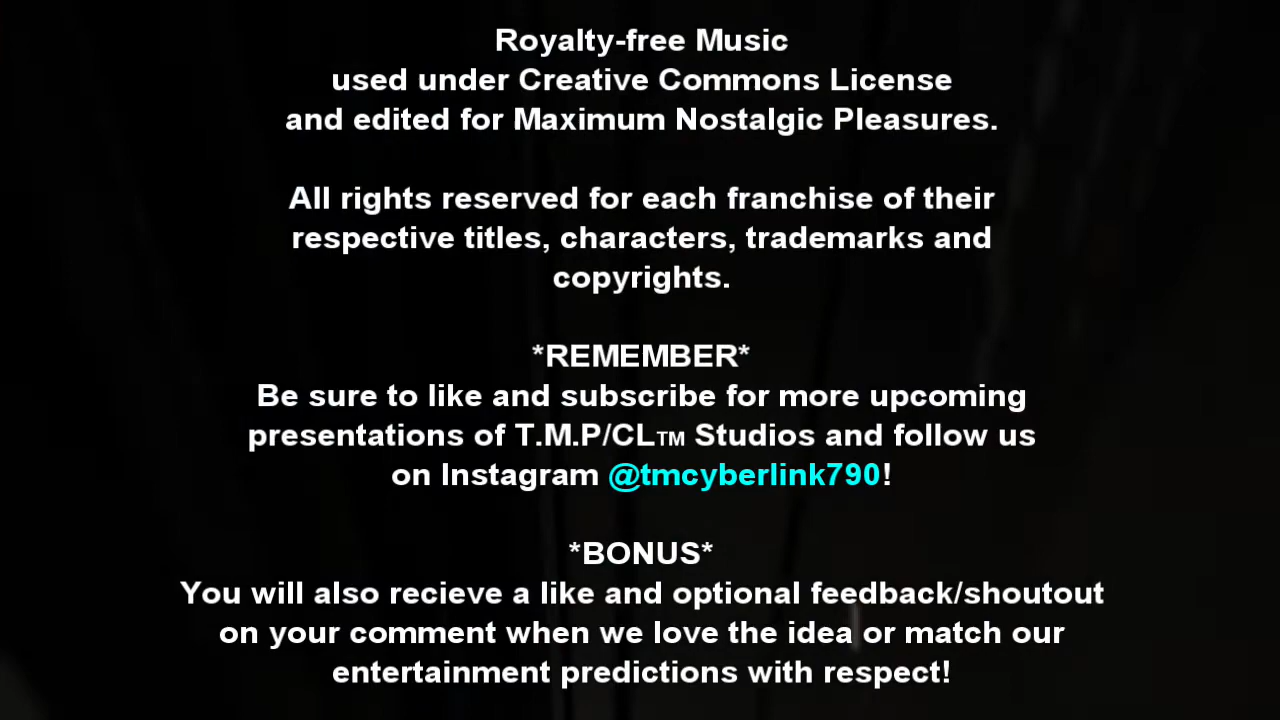 Royalty-free Music
used under Creative Commons License
and edited for Maximum Nostalgic Pleasures.
All rights reserved for each franchise of their
respective titles, characters, trademarks and
copyrights.
*REMEMBER*
Be sure to like and subscribe for more upcoming
presentations of T.M.P/CL™ Studios and follow us
on Instagram @tmcyberlink790!
*BONUS*
You will also recieve a like and optional feedback/shoutout
on your comment when we love the idea or match our
entertainment predictions with respect!